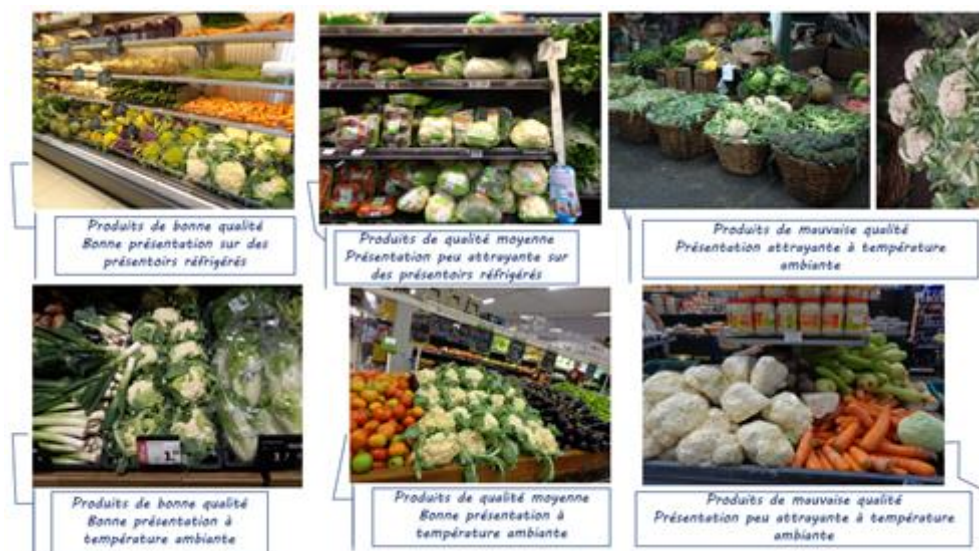 Produits de bonne qualité
Bonne présentation sur des
présentoirs réfrigérés
Produits de qualité moyenne
Présentation peu attrayante sur
des présentoirs réfrigérés
Produits de mauvaise qualité
Présentation attrayante à température
ambiante
Produits de bonne qualité
Bonne présentation à
température ambiante
Produits de qualité moyenne
Bonne présentation à
température ambiante
Produits de mauvaise qualité
Présentation peu attrayante à température
ambiante